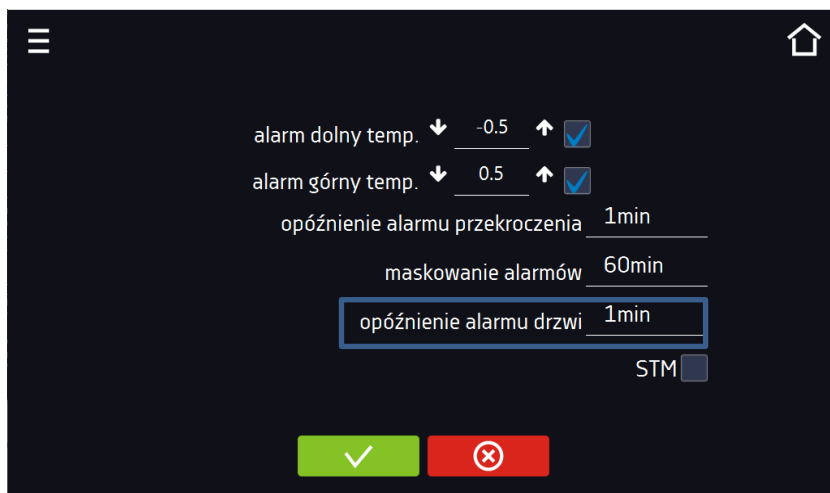 alarm dolny temp. -0.5
alarm górny temp. 0.5
opóźnienie alarmu przekroczenia 1min
maskowanie alarmów 60min
opóźnienie alarmu drzwi 1min
STM